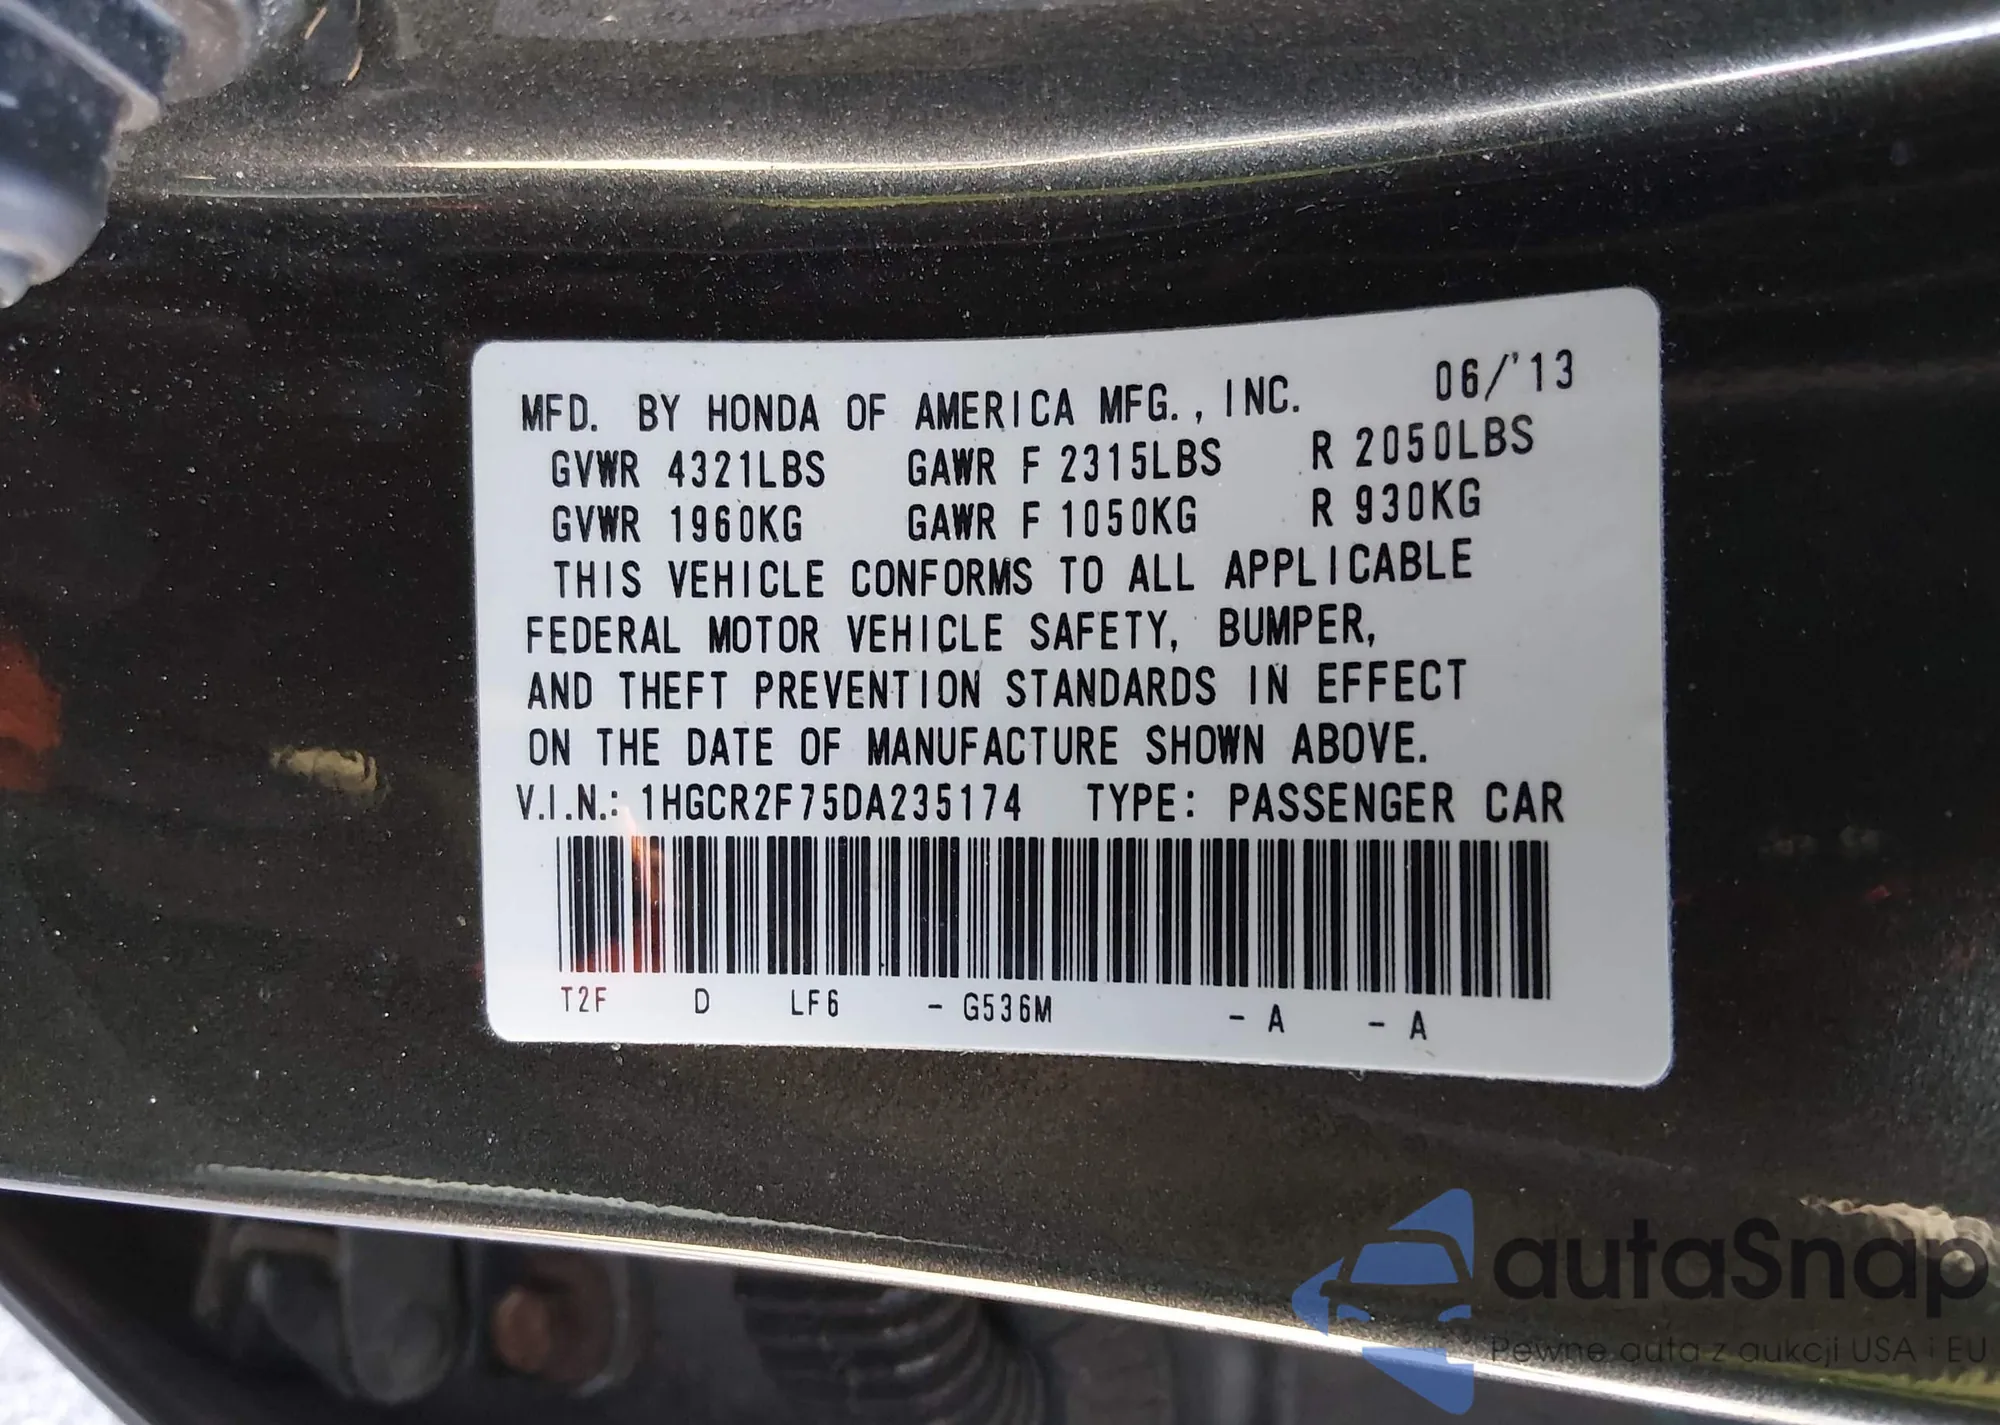 MFD. BY HONDA OF AMERICA MFG., INC. 06/'13
GVWR 4321LBS GAWR F 2315LBS R 2050LBS
GVWR 1960KG GAWR F 1050KG R 930KG
THIS VEHICLE CONFORMS TO ALL APPLICABLE
FEDERAL MOTOR VEHICLE SAFETY, BUMPER,
AND THEFT PREVENTION STANDARDS IN EFFECT
ON THE DATE OF MANUFACTURE SHOWN ABOVE.
V.I.N.: 1HGCR2F75DA235174 TYPE: PASSENGER CAR
T2F D LF6 - G536M - A - A
autaSnap
Pewne auta z aukcji USA i EU